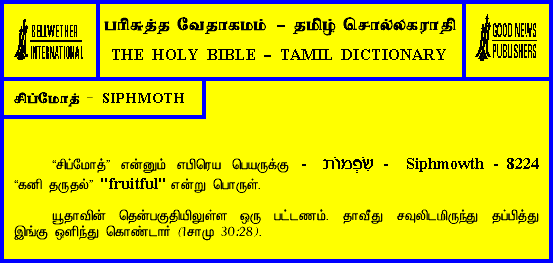 BELLWETHER
INTERNATIONAL
பரிசுத்த வேதாகமம் – தமிழ் சொல்லகராதி
THE HOLY BIBLE – TAMIL DICTIONARY
GOOD NEWS
PUBLISHERS
சிப்மோத் – SIPHMOTH
“சிப்மோத்” என்னும் எபிரெய பெயருக்கு - שִׂפְמוֹת - Siphmowth - 8224
“கனி தருதல்” "fruitful" என்று பொருள்.
யூதாவின் தென்பகுதியிலுள்ள ஒரு பட்டணம். தாவீது சவுலிடமிருந்து தப்பித்து
இங்கு ஒளிந்து கொண்டார் (1சாமு 30:28).